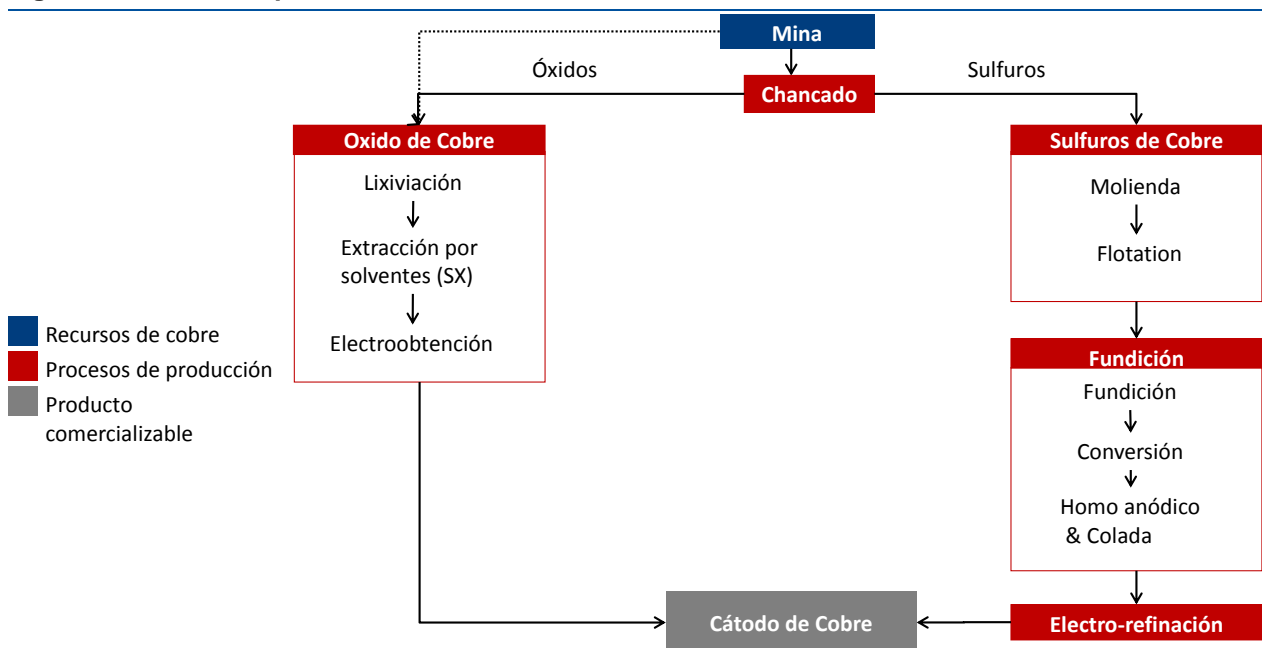 Mina
Óxidos
Sulfuros
Chancado
Oxido de Cobre
Lixiviación
Extracción por
solventes (SX)
Electroobtención
Sulfuros de Cobre
Molienda
Flotation
Fundición
Fundición
Conversión
Homo anódico
& Colada
Recursos de cobre
Procesos de producción
Producto
comercializable
Cátodo de Cobre
Electro-refinación